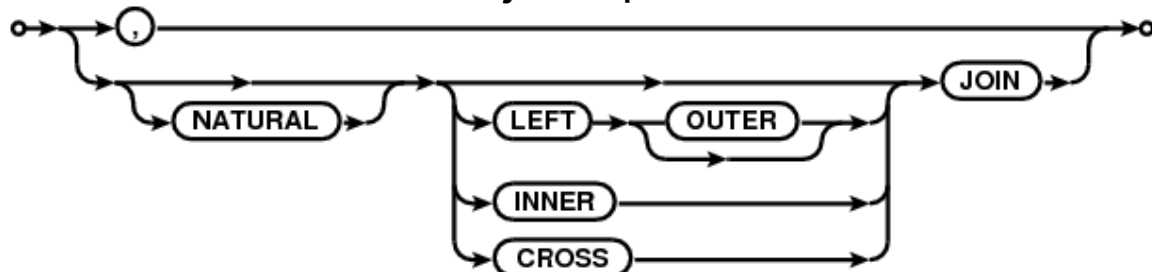 ,
JOIN
NATURAL LEFT OUTER
INNER
CROSS